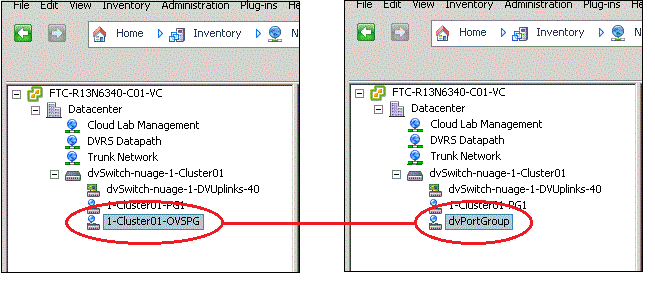 File Edit View Inventory Administration Plug-ins He
Home Inventory
FTC-R13N6340-C01-VC
Datacenter
Cloud Lab Management
DVRS Datapath
Trunk Network
dvSwitch-nuage-1-Cluster01
dvSwitch-nuage-1-DVUplinks-40
1-Cluster01-PG1
1-Cluster01-OVSPG
File Edit View Inventory Administration Plug-ins Hel
Home Inventory N
FTC-R13N6340-C01-VC
Datacenter
Cloud Lab Management
DVRS Datapath
Trunk Network
dvSwitch-nuage-1-Cluster01
dvSwitch-nuage-1-DVUplinks-40
1-Cluster01-PG1
dvPortGroup